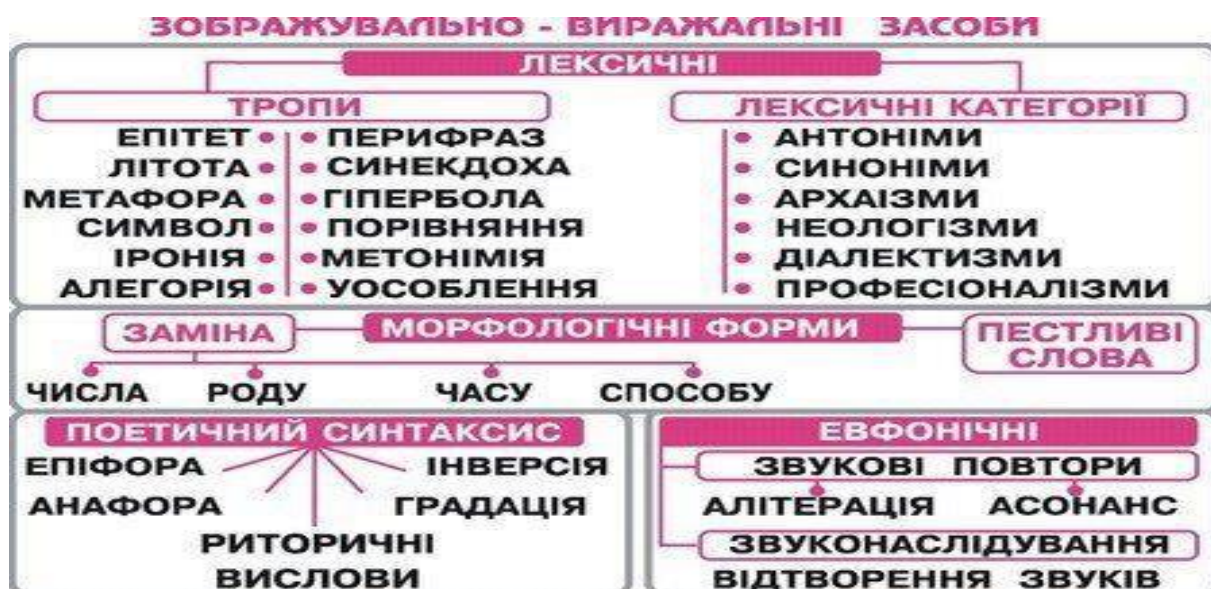 ЗОБРАЖУВАЛЬНО - ВИРАЖАЛЬНІ ЗАСОБИ
ЛЕКСИЧНІ
ТРОПИ
ЕПІТЕТ
ЛІТОТА
МЕТАФОРА
СИМВОЛ
ІРОНІЯ
АЛЕГОРІЯ
ПЕРИФРАЗ
СИНЕКДОХА
ГІПЕРБОЛА
ПОРІВНЯННЯ
МЕТОНІМІЯ
УОСОБЛЕННЯ
ЛЕКСИЧНІ КАТЕГОРІЇ
АНТОНІМИ
СИНОНІМИ
АРХАІЗМИ
НЕОЛОГІЗМИ
ДІАЛЕКТИЗМИ
ПРОФЕСІОНАЛІЗМИ
МОРФОЛОГІЧНІ ФОРМИ
ЗАМІНА
ЧИСЛА
РОДУ
ЧАСУ
СПОСОБУ
ПЕСТЛИВІ
СЛОВА
ПОЕТИЧНИЙ СИНТАКСИС
ЕПІФОРА
АНАФОРА
РИТОРИЧНІ
ВИСЛОВИ
ГРАДАЦІЯ
ІНВЕРСІЯ
ЕВФОНІЧНІ
ЗВУКОВІ ПОВТОРИ
АЛІТЕРАЦІЯ
АСОНАНС
ЗВУКОНАСЛІДУВАННЯ
ВІДТВОРЕННЯ ЗВУКІВ